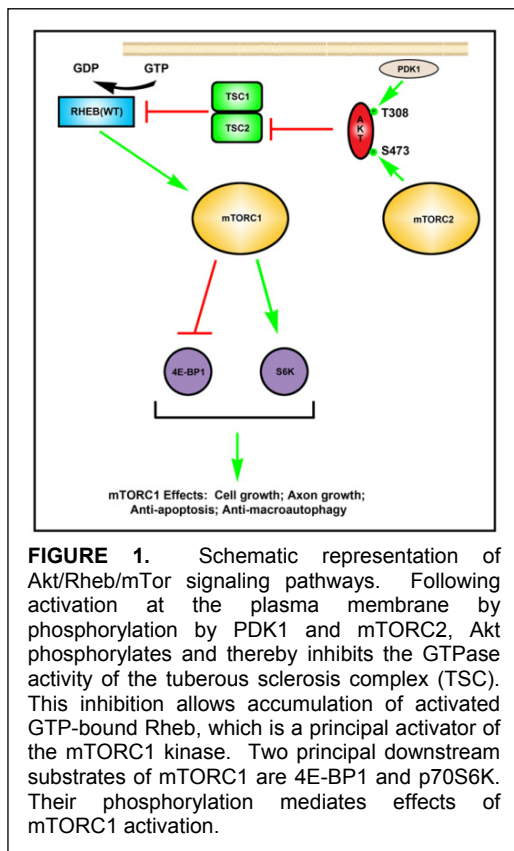 PDK1
GDP GTP
TSC1
RHEB(WT)
TSC2
AKT
T308
S473
mTORC1
mTORC2
4E-BP1
S6K
mTORC1 Effects: Cell growth; Axon growth;
Anti-apoptosis; Anti-macroautophagy
FIGURE 1. Schematic representation of
Akt/Rheb/mTor signaling pathways. Following
activation at the plasma membrane by
phosphorylation by PDK1 and mTORC2, Akt
phosphorylates and thereby inhibits the GTPase
activity of the tuberous sclerosis complex (TSC).
This inhibition allows accumulation of activated
GTP-bound Rheb, which is a principal activator of
the mTORC1 kinase. Two principal downstream
substrates of mTORC1 are 4E-BP1 and p70S6K.
Their phosphorylation mediates effects of
mTORC1 activation.